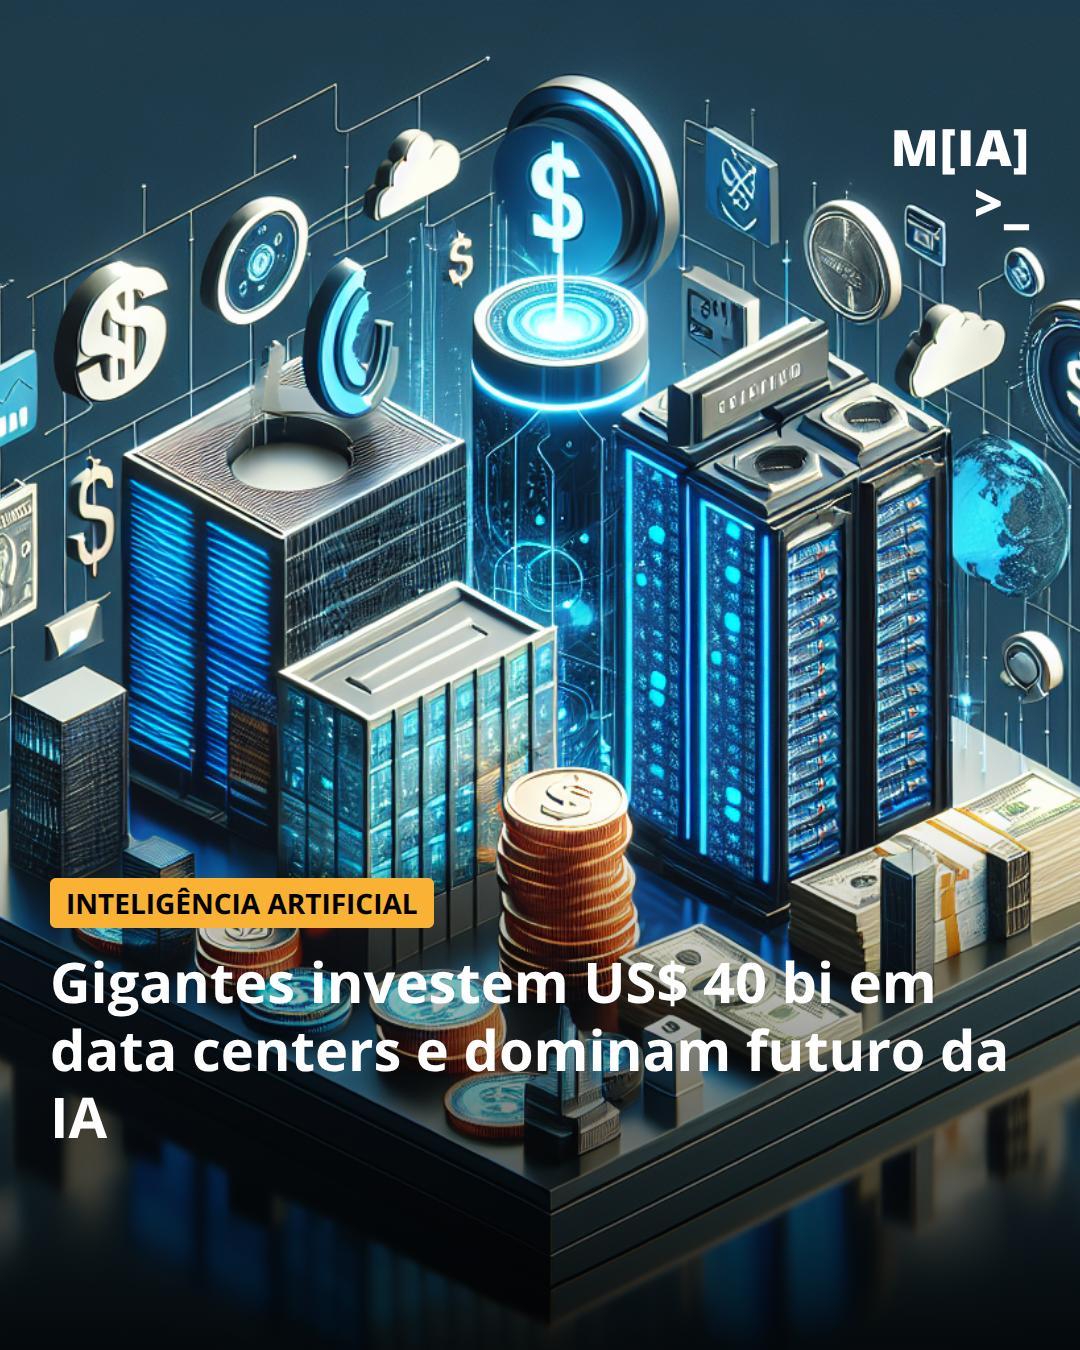 M[IA]
>_
INTELIGÊNCIA ARTIFICIAL
Gigantes investem US$ 40 bi em
data centers e dominam futuro da
IA